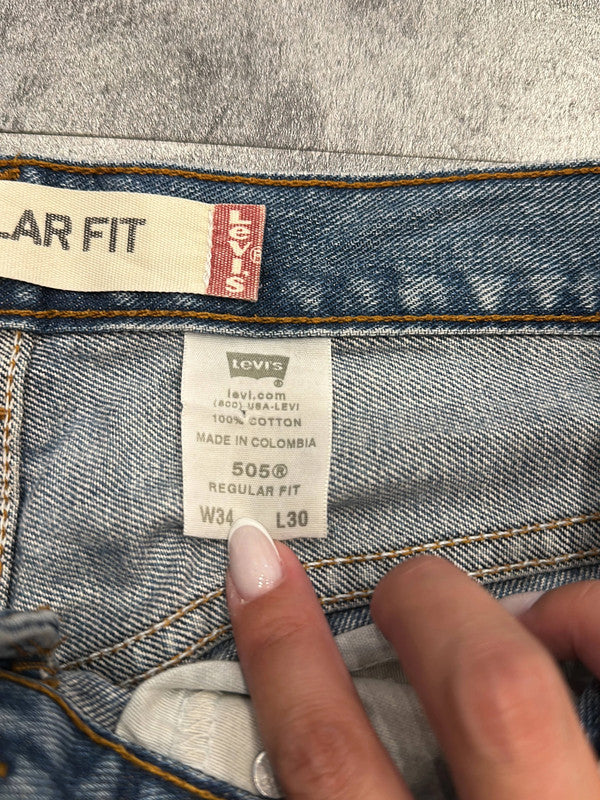 LAR FIT
Levi's®
Levi's
®
levi.com
(800) USA-LEVI
100% COTTON
MADE IN COLOMBIA
505®
REGULAR FIT
W34 L30